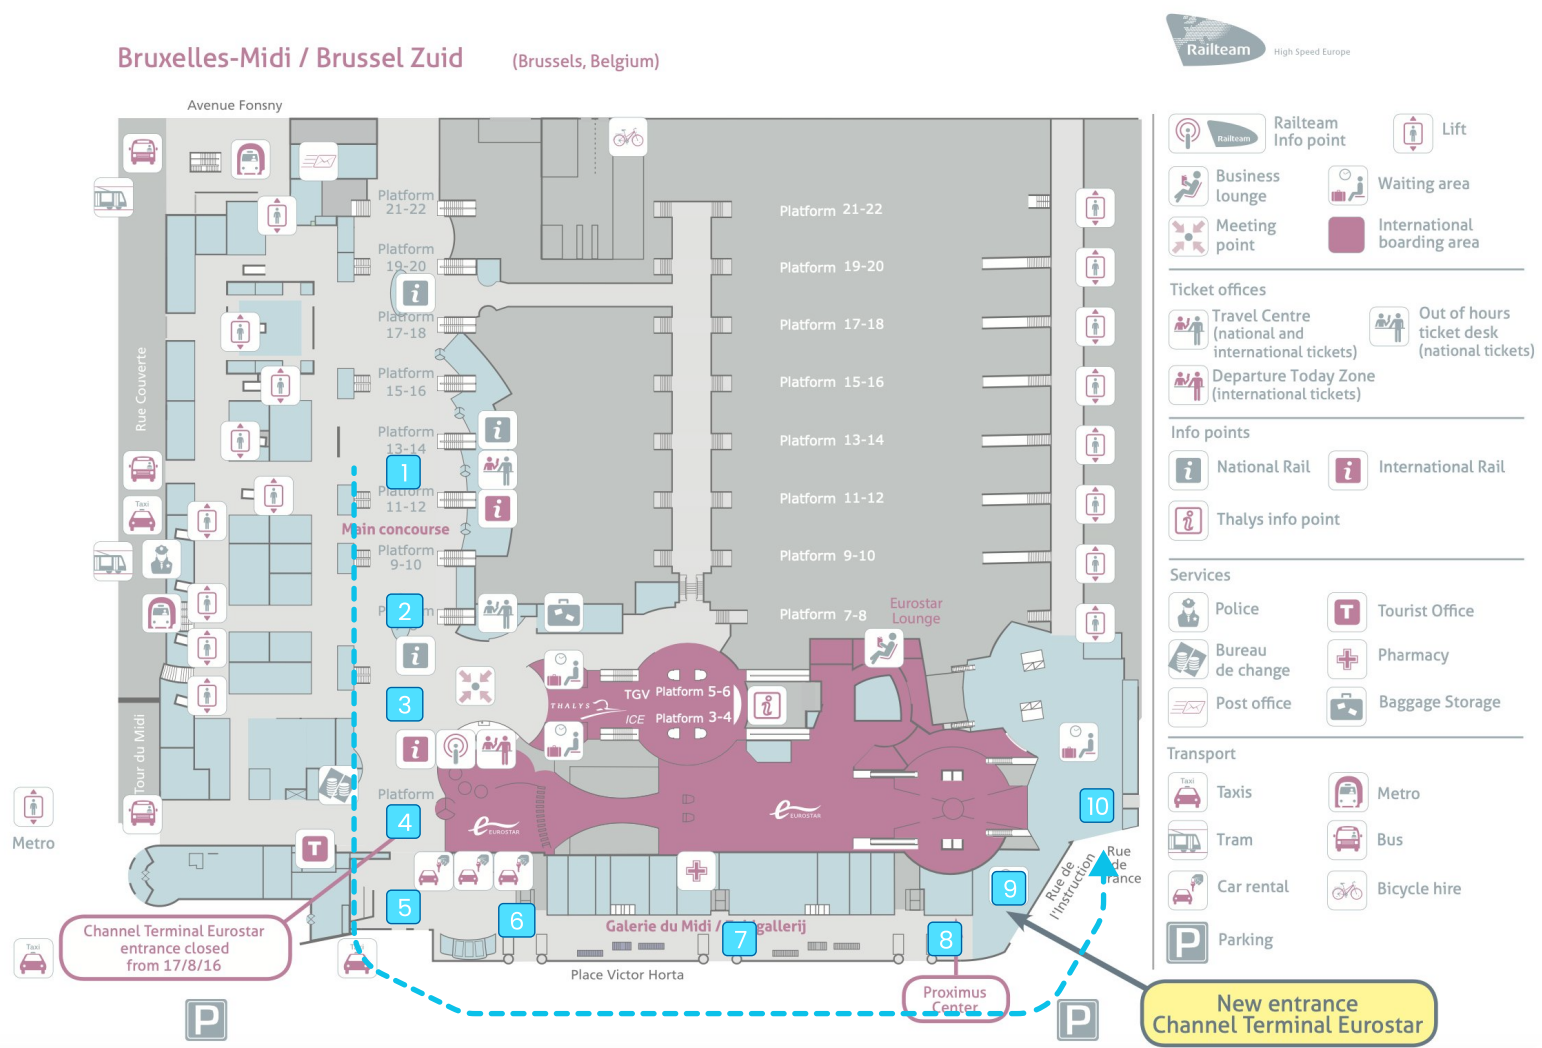 Bruxelles-Midi / Brussel Zuid
(Brussels, Belgium)
Railteam
High Speed Europe
Avenue Fonsny
Platform
21-22
Platform
19-20
Platform
17-18
Platform
15-16
Platform
13-14
1
Platform
11-12
Main concourse
Platform
9-10
2
3
Platform
4
5
6
7
8
9
10
Platform 21-22
Platform 19-20
Platform 17-18
Platform 15-16
Platform 13-14
Platform 11-12
Platform 9-10
Platform 7-8
Eurostar
Lounge
TGV Platform 5-6
THALYS
ICE Platform 3-4
EUROSTAR
EUROSTAR
Rue Couverte
Tour du Midi
Taxi
Metro
Taxi
T
Channel Terminal Eurostar
entrance closed
from 17/8/16
P
Galerie du Midi /
Place Victor Horta
Proximus
Center
P
Rue de
l'Instruction
Rue
de
rance
New entrance
Channel Terminal Eurostar
Railteam
Railteam
Info point
Lift
Business
lounge
Waiting area
Meeting
point
International
boarding area
Ticket offices
Travel Centre
(national and
international tickets)
Out of hours
ticket desk
(national tickets)
Departure Today Zone
(international tickets)
Info points
National Rail
International Rail
Thalys info point
Services
Police
T
Tourist Office
Bureau
de change
Pharmacy
Post office
Baggage Storage
Transport
Taxi
Taxis
Metro
Tram
Bus
Car rental
Bicycle hire
P
Parking